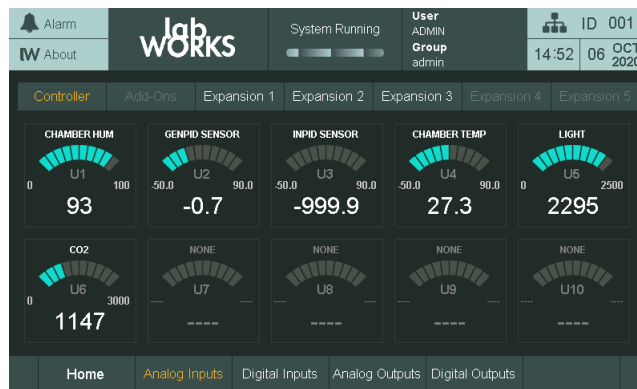 Alarm
IW About
lab
WORKS
System Running
User
ADMIN
Group
admin
ID 001
14:52 06 OCT
2020
Controller Add-Ons Expansion 1 Expansion 2 Expansion 3 Expansion 4 Expansion 5
CHAMBER HUM GENPID SENSOR INPID SENSOR CHAMBER TEMP LIGHT
U1 U2 U3 U4 U5
0 100 -50.0 90.0 -50.0 90.0 -50.0 90.0 0 2500
93 -0.7 -999.9 27.3 2295
CO2 NONE NONE NONE NONE
U6 U7 U8 U9 U10
0 3000 ---- ---- ---- ---- ---- ---- ---- ----
1147 ---- ---- ---- ----
Home Analog Inputs Digital Inputs Analog Outputs Digital Outputs